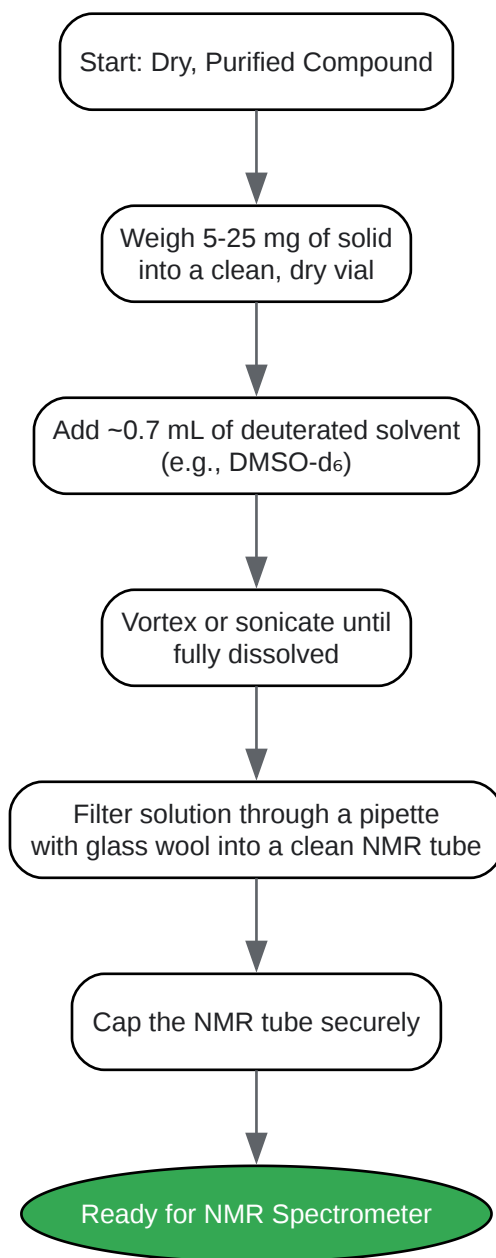 Start: Dry, Purified Compound
Weigh 5-25 mg of solid
into a clean, dry vial
Add ~0.7 mL of deuterated solvent
(e.g., DMSO-d₆)
Vortex or sonicate until
fully dissolved
Filter solution through a pipette
with glass wool into a clean NMR tube
Cap the NMR tube securely
Ready for NMR Spectrometer